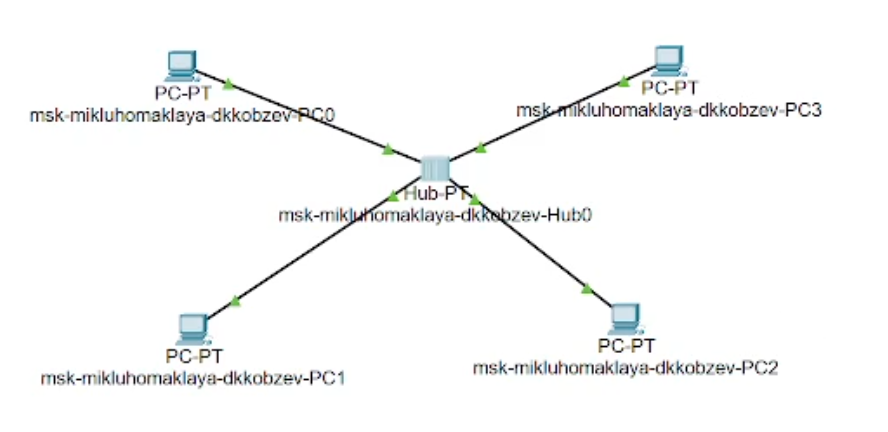 PC-PT
msk-mikluhomaklaya-dkkobzev-PC0
PC-PT
msk-mikluhomaklaya-dkkobzev-PC3
Hub-PT
msk-mikluhomaklaya-dkkobzev-Hub0
PC-PT
msk-mikluhomaklaya-dkkobzev-PC1
PC-PT
msk-mikluhomaklaya-dkkobzev-PC2